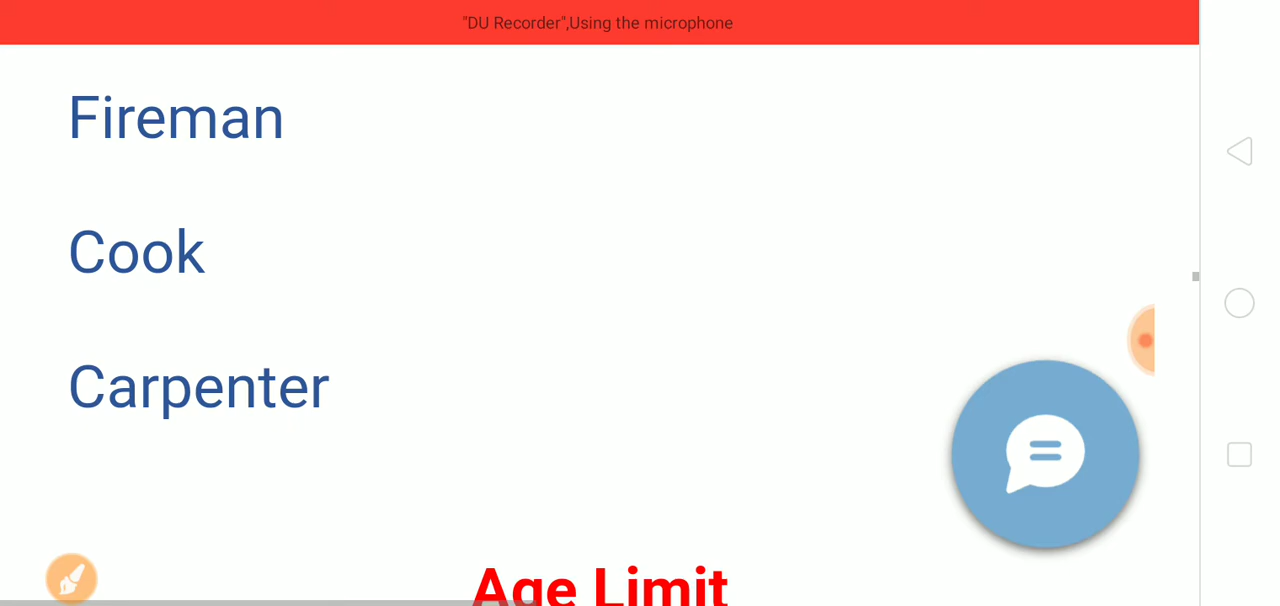 "DU Recorder",Using the microphone
Fireman
Cook
Carpenter
Age Limit